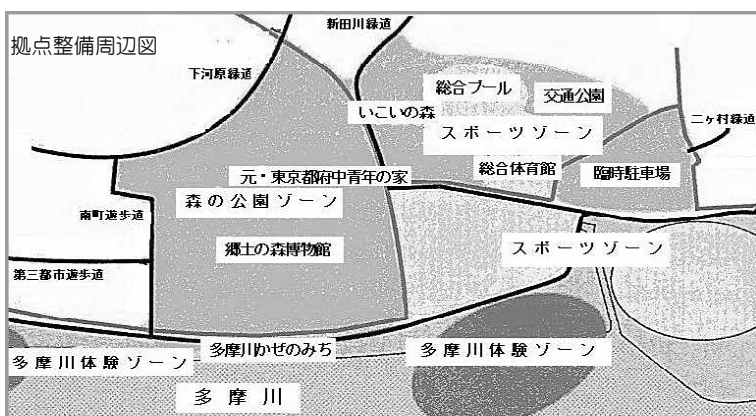 拠点整備周辺図
新田川緑道
下河原緑道
総合プール
交通公園
いこいの森
スポーツゾーン
二ヶ村緑道
総合体育館
臨時駐車場
元・東京都府中青年の家
森の公園ゾーン
南町遊歩道
郷土の森博物館
スポーツゾーン
第三都市遊歩道
多摩川かぜのみち
多摩川体験ゾーン
多摩川体験ゾーン
多摩川